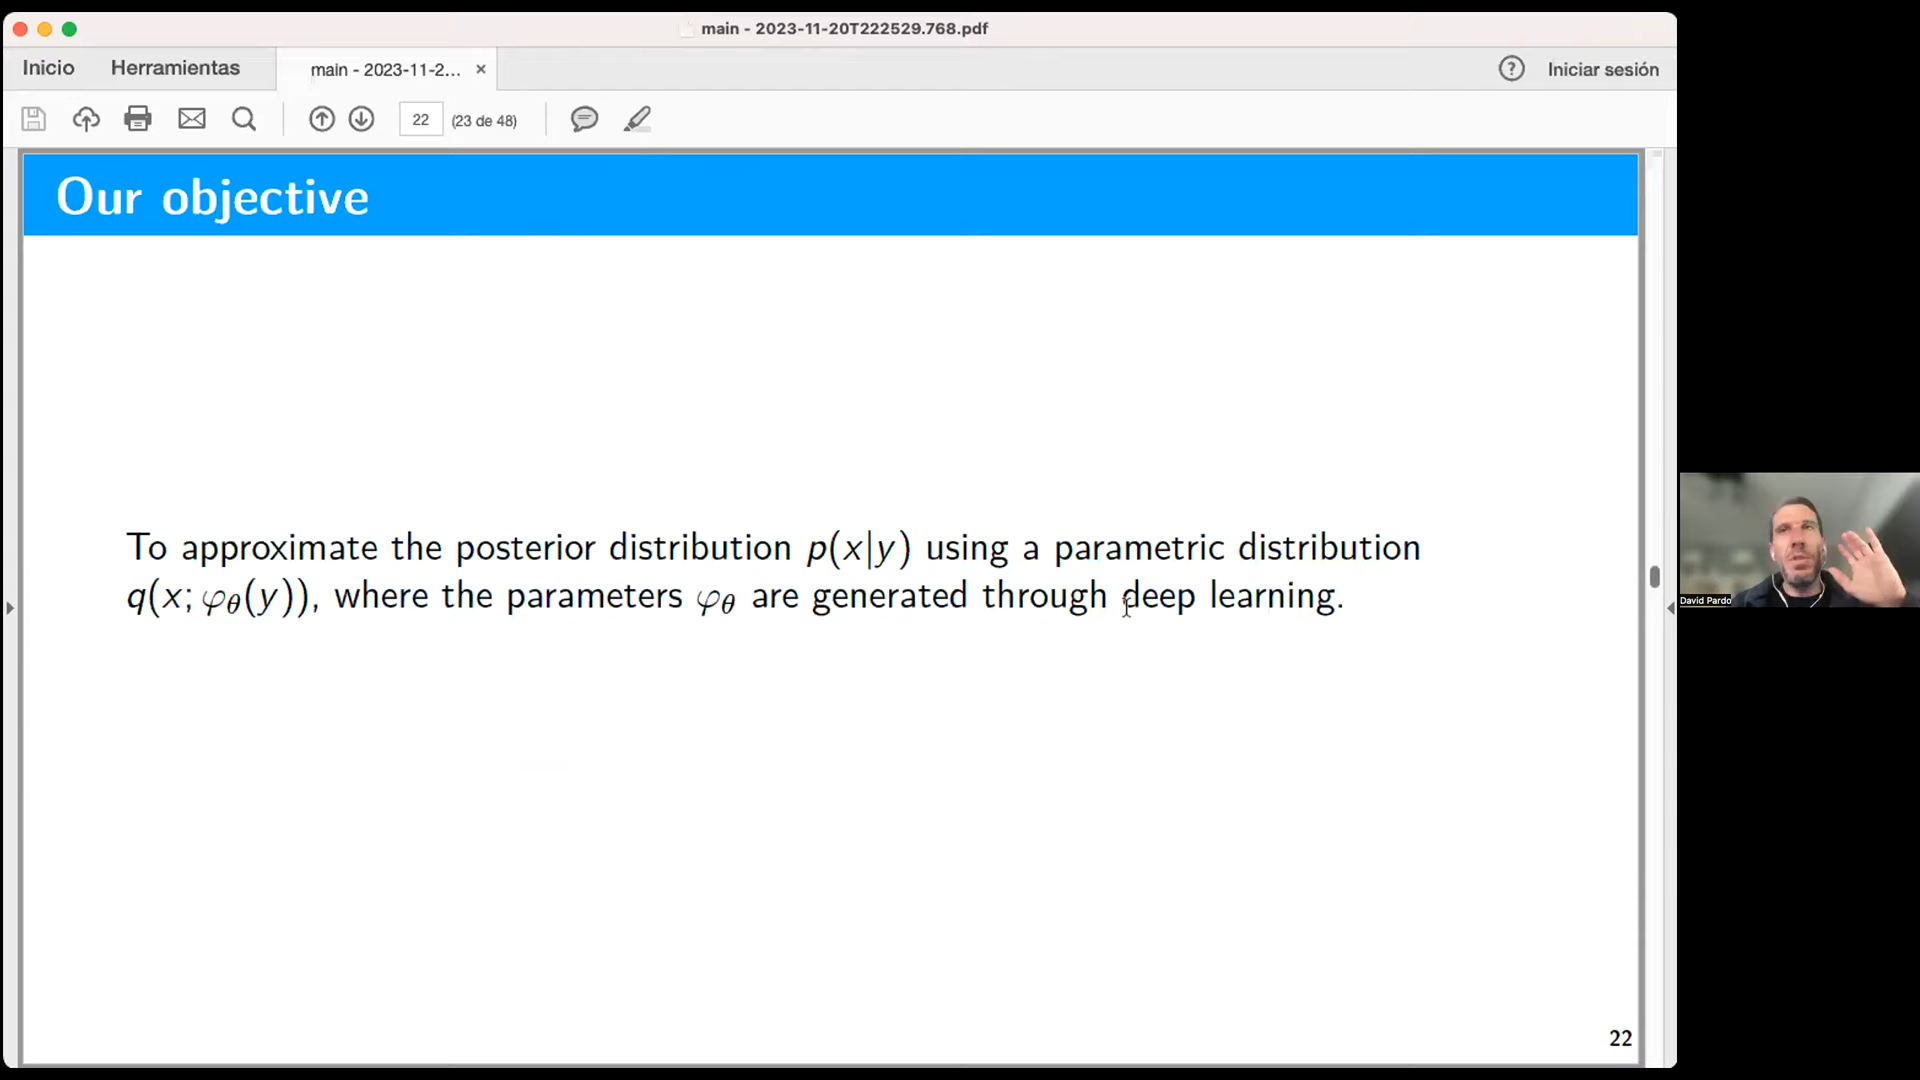 main - 2023-11-20T222529.768.pdf
Inicio Herramientas main - 2023-11-2... × Iniciar sesión
22 (23 de 48)
Our objective
To approximate the posterior distribution p(x|y) using a parametric distribution
q(x; φ_θ(y)), where the parameters φ_θ are generated through deep learning.
David Pardo
22